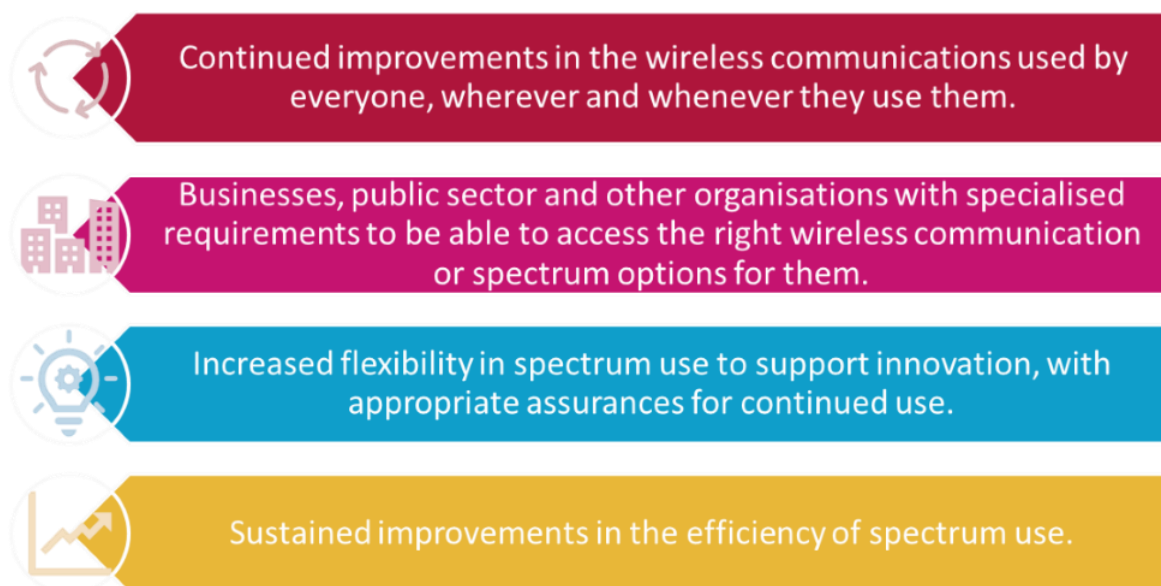 Continued improvements in the wireless communications used by
everyone, wherever and whenever they use them.
Businesses, public sector and other organisations with specialised
requirements to be able to access the right wireless communication
or spectrum options for them.
Increased flexibility in spectrum use to support innovation, with
appropriate assurances for continued use.
Sustained improvements in the efficiency of spectrum use.